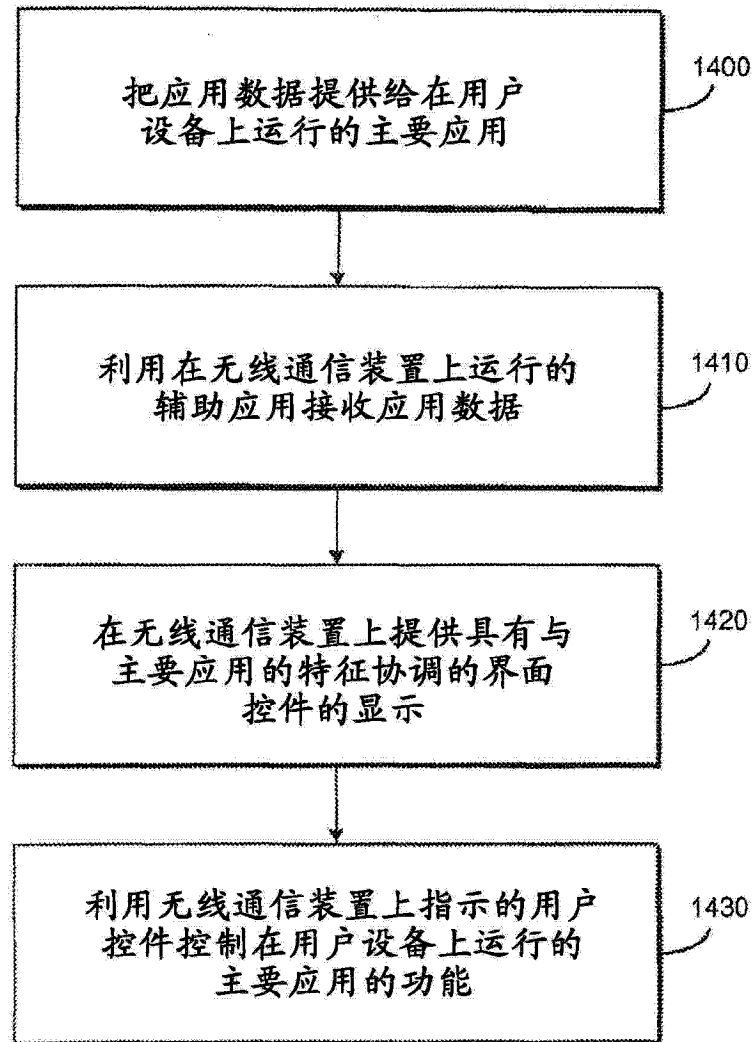 把应用数据提供给在用户
设备上运行的主要应用
1400
利用在无线通信装置上运行的
辅助应用接收应用数据
1410
在无线通信装置上提供具有与
主要应用的特征协调的界面
控件的显示
1420
利用无线通信装置上指示的用户
控件控制在用户设备上运行的
主要应用的功能
1430